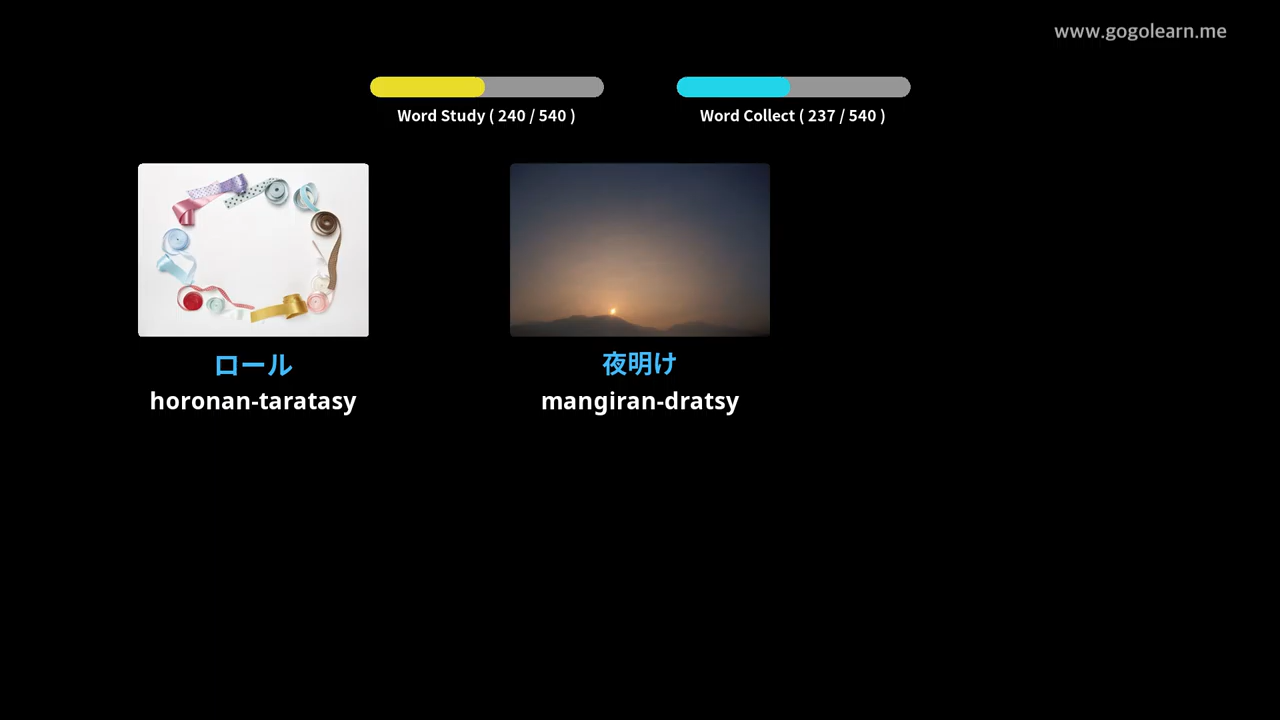 www.gogolearn.me
Word Study ( 240 / 540 )
Word Collect ( 237 / 540 )
ロール
horonan-taratasy
夜明け
mangiran-dratsy